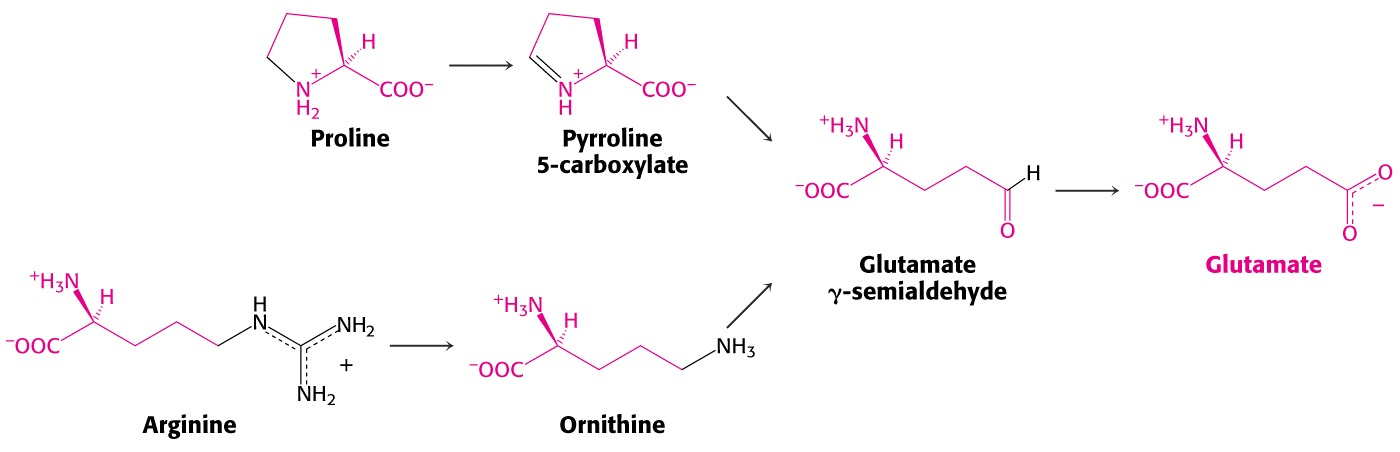 H
N
+
H2
COO−
Proline
H
N
+
H
COO−
Pyrroline
5-carboxylate
+H3N
H
−OOC
H
O
Glutamate
γ-semialdehyde
+H3N
H
−OOC
O
−
O
Glutamate
+H3N
H
−OOC
H
N
NH2
+
NH2
Arginine
+H3N
H
−OOC
NH3
Ornithine